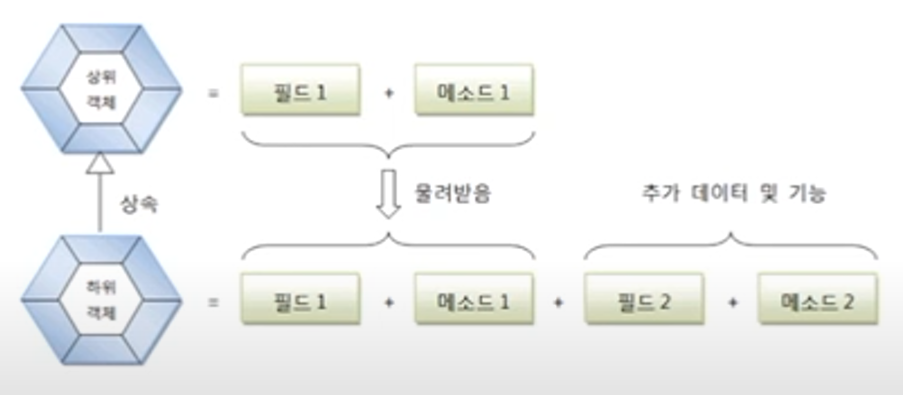 상위
객체
= 필드 1 + 메소드 1
상속
물려받음
추가 데이터 및 기능
하위
객체
= 필드 1 + 메소드 1 + 필드 2 + 메소드 2